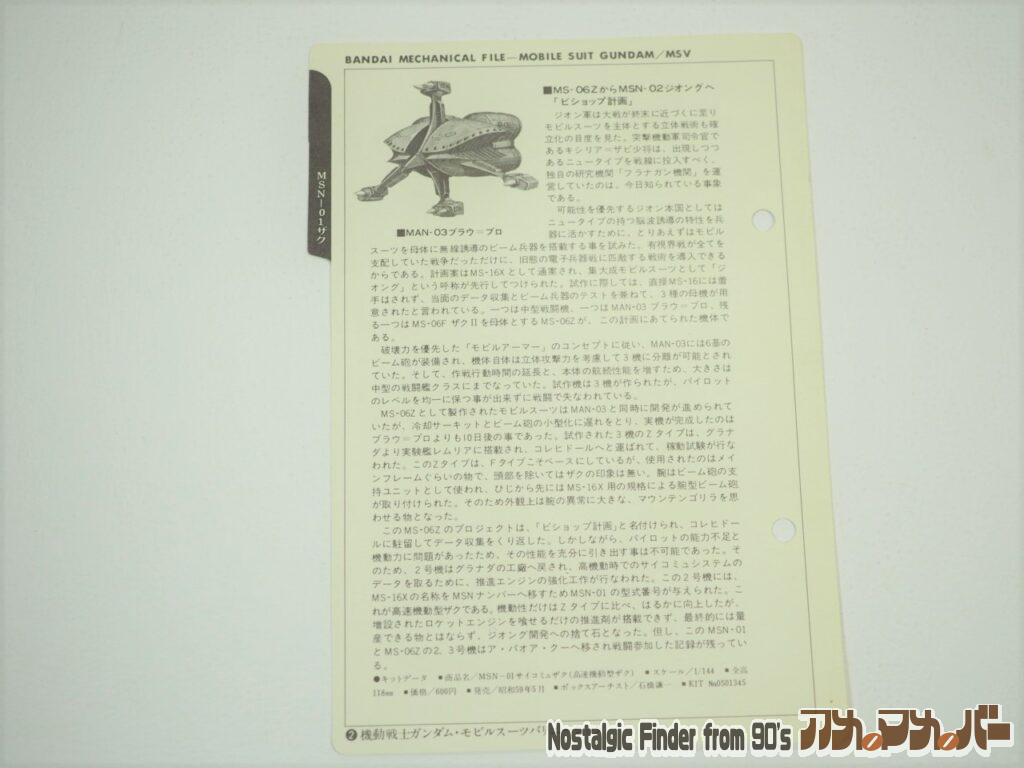 BANDAI MECHANICAL FILE—MOBILE SUIT GUNDAM/MSV
MSN-01ザク
■MAN-03ブラウ=ブロ
■MS-06ZからMSN-02ジオングへ
「ビショップ計画」
ジオン軍は大戦が終末に近づくに至り
モビルスーツを主体とする立体戦術も確
立化の目度を見た。突撃機動軍司令官で
あるキシリア=ザビ少将は、出現しつつ
あるニュータイプを戦線に投入すべく、
独自の研究機関「フラナガン機関」を運
営していたのは、今日知られている事象
である。
可能性を優先するジオン本国としては
ニュータイプの持つ脳波誘導の特性を兵
器に活かすために、とりあえずはモビル
スーツを母体に無線誘導のビーム兵器を搭載する事を試みた。有視界戦が全てを
支配していた戦争だっただけに、旧態の電子兵器戦に匹敵する戦術を導入できる
からである。計画案はMS-16Xとして通案され、集大成モビルスーツとして「ジ
オング」という呼称が先行してつけられた。試作に際しては、直接MS-16には着
手はされず、当面のデータ収集とビーム兵器のテストを兼ねて、3種の母機が用
意されたと言われている。一つは中型戦闘機、一つはMAN-03ブラウ=ブロ、残
る一つはMS-06FザクIIを母体とするMS-06Zが、この計画にあてられた機体で
ある。
破壊力を優先した「モビルアーマー」のコンセプトに従い、MAN-03には6基の
ビーム砲が装備され、機体自体は立体攻撃力を考慮して3機に分離が可能とされ
ていた。そして、作戦行動時間の延長と、本体の航続性能を増すため、大きさは
中型の戦闘艦クラスにまでなっていた。試作機は3機が作られたが、パイロット
のレベルを均一に保つ事が出来ずに戦闘で失なわれている。
MS-06Zとして製作されたモビルスーツはMAN-03と同時に開発が進められて
いたが、冷却サーキットとビーム砲の小型化に遅れをとり、実機が完成したのは
ブラウ=ブロよりも10日後の事であった。試作された3機のZタイプは、グラナ
ダより実験艦レムリアに搭載され、コレヒドールへと運ばれて、稼動試験が行な
われた。このZタイプは、Fタイプこそベースにしているが、使用されたのはメイ
ンフレームぐらいの物で、頭部を除いてはザクの印象は無い。腕はビーム砲の支
持ユニットとして使われ、ひじから先にはMS-16X用の規格による腕型ビーム砲
が取り付けられた。そのため外観上は腕の異常に大きな、マウンテンゴリラを思
わせる物となった。
このMS-06Zのプロジェクトは、「ビショップ計画」と名付けられ、コレヒドー
ルに駐留してデータ収集をくり返した。しかしながら、パイロットの能力不足と
機動力に問題があったため、その性能を充分に引き出す事は不可能であった。そ
のため、2号機はグラナダの工廠へ戻され、高機動時でのサイコミュシステムの
データを取るために、推進エンジンの強化工作が行なわれた。この2号機には、
MS-16Xの名称をMSNナンバーへ移すためMSN-01の型式番号が与えられた。こ
れが高速機動型ザクである。機動性だけはZタイプに比べ、はるかに向上したが、
増設されたロケットエンジンを喰せるだけの推進剤が搭載できず、最終的には量
産できる物とはならず、ジオング開発への捨て石となった。但し、このMSN-01
とMS-06Zの2、3号機はア・バオア・クーへ移され戦闘参加した記録が残ってい
る。
●キットデータ ■商品名/MSN-01サイコミュザク(高速機動型ザク) ■スケール/1/144 ■全高
118mm ■価格/600円 ■発売/昭和59年5月 ■ボックスアーチスト/石橋謙一 ■KIT №0501345
❷機動戦士ガンダム・モビルスーツバリ
Nostalgic Finder from 90's アカ。マカ。バー